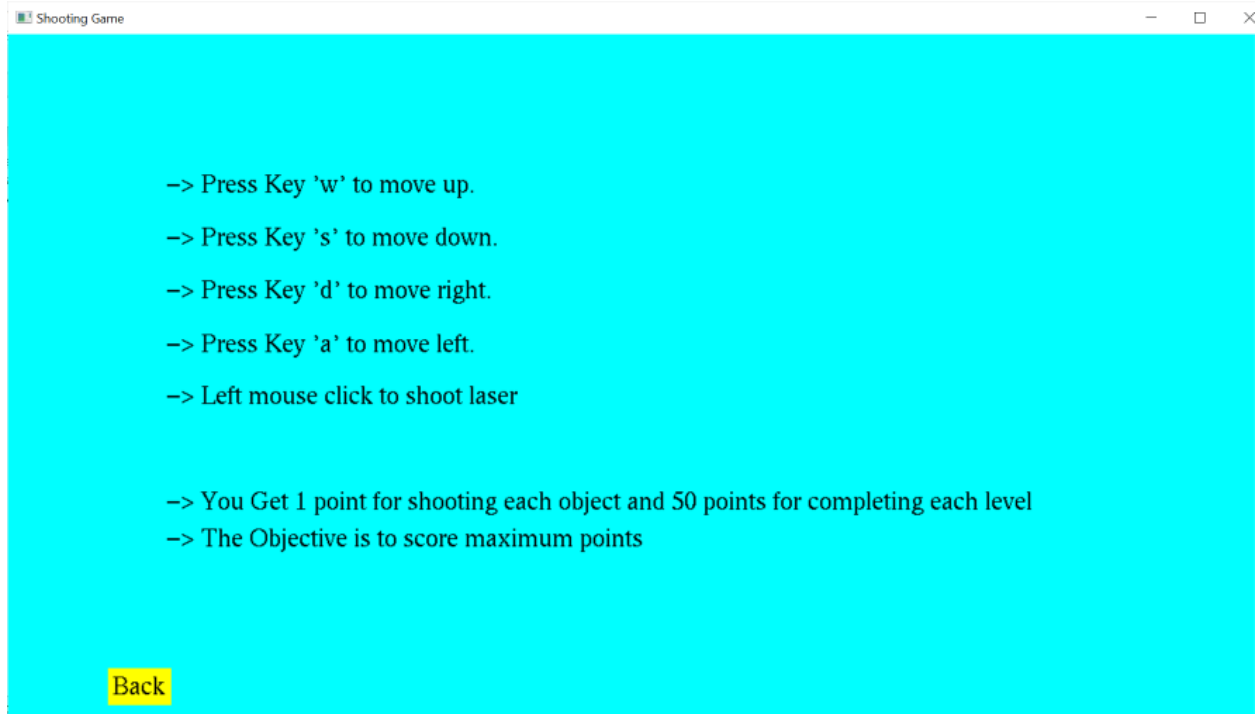 Shooting Game
—> Press Key ’w’ to move up.
—> Press Key ’s’ to move down.
—> Press Key ’d’ to move right.
—> Press Key ’a’ to move left.
—> Left mouse click to shoot laser
—> You Get 1 point for shooting each object and 50 points for completing each level
—> The Objective is to score maximum points
Back